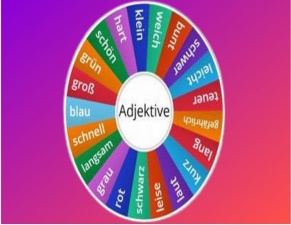 Adjektive
klein
weich
bunt
schwer
leicht
teuer
gefährlich
lang
kurz
laut
leise
schwarz
rot
grau
langsam
schnell
blau
groß
grün
schön
hart